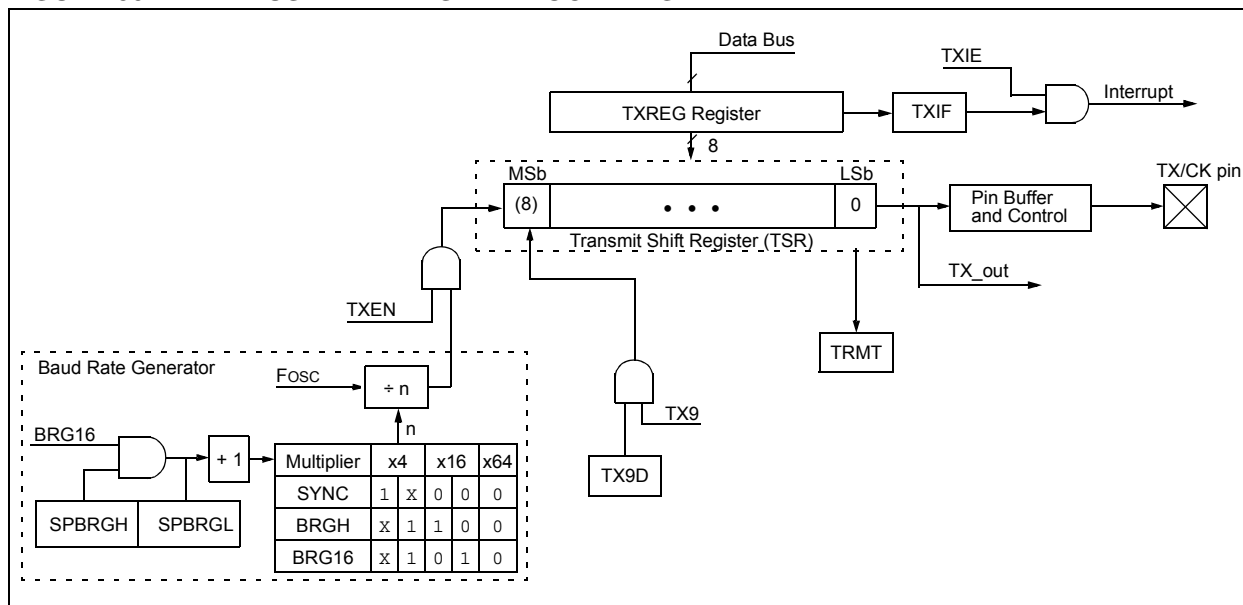 Data Bus
TXIE
Interrupt
TXREG Register
TXIF
8
MSb
LSb
TX/CK pin
(8)
• • •
0
Pin Buffer
and Control
Transmit Shift Register (TSR)
TX_out
TXEN
TRMT
Baud Rate Generator
FOSC
÷ n
TX9
n
BRG16
+ 1
Multiplier x4 x16 x64
TX9D
SYNC 1 X 0 0 0
SPBRGH SPBRGL
BRGH X 1 1 0 0
BRG16 X 1 0 1 0